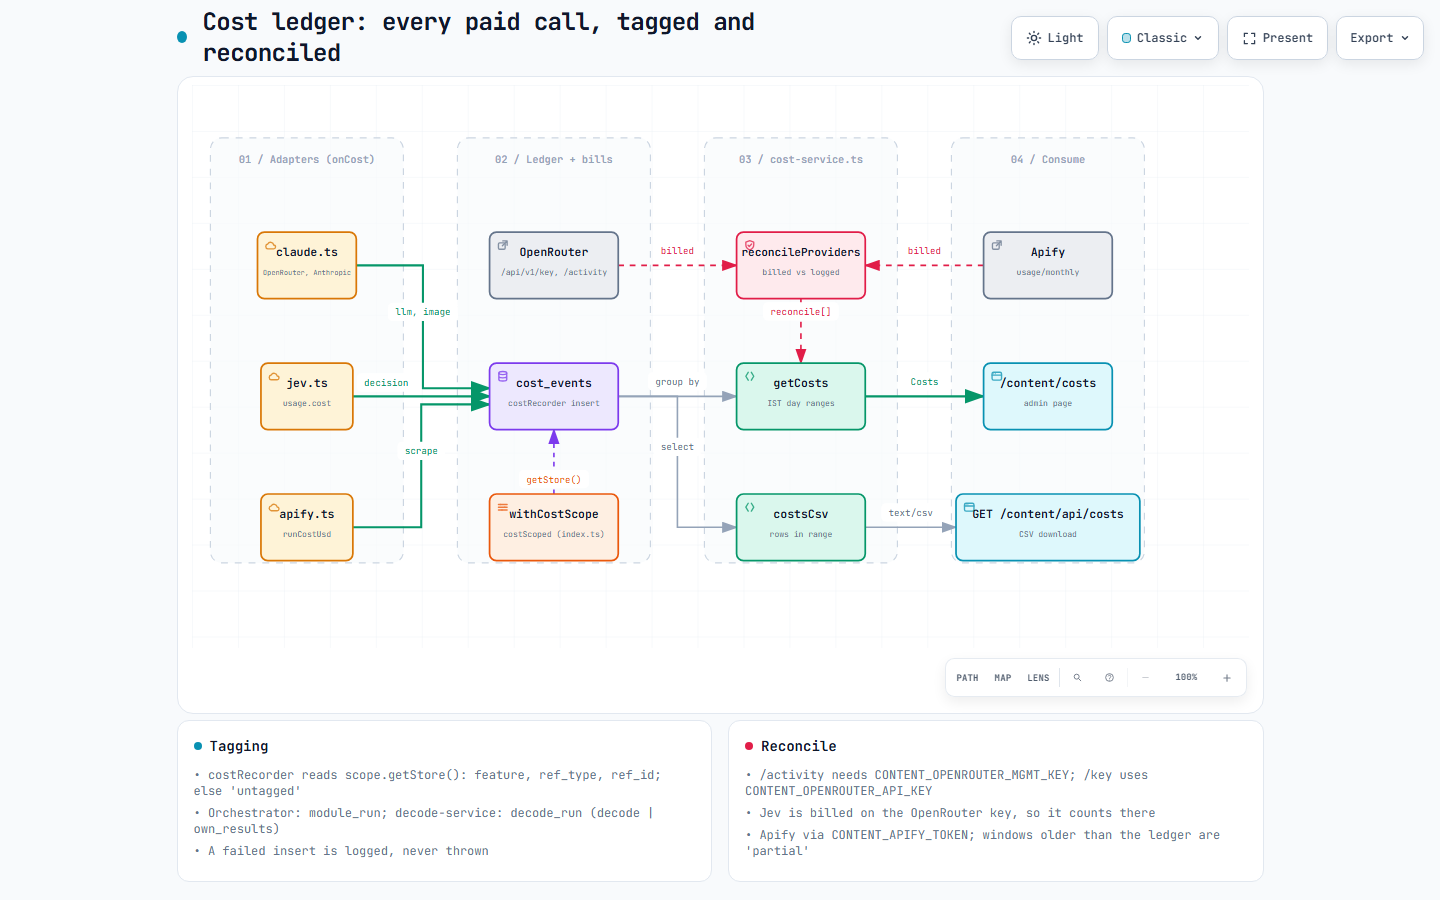 Cost ledger: every paid call, tagged and
reconciled
Light
Classic
Present
Export
01 / Adapters (onCost)
02 / Ledger + bills
03 / cost-service.ts
04 / Consume
claude.ts
OpenRouter, Anthropic
OpenRouter
/api/v1/key, /activity
billed
reconcileProviders
billed vs logged
billed
Apify
usage/monthly
llm, image
reconcile[]
jev.ts
usage.cost
decision
cost_events
costRecorder insert
group by
getCosts
IST day ranges
Costs
/content/costs
admin page
scrape
select
getStore()
apify.ts
runCostUsd
withCostScope
costScoped (index.ts)
costsCsv
rows in range
text/csv
GET /content/api/costs
CSV download
PATH
MAP
LENS
100%
Tagging
• costRecorder reads scope.getStore(): feature, ref_type, ref_id;
else 'untagged'
• Orchestrator: module_run; decode-service: decode_run (decode |
own_results)
• A failed insert is logged, never thrown
Reconcile
• /activity needs CONTENT_OPENROUTER_MGMT_KEY; /key uses
CONTENT_OPENROUTER_API_KEY
• Jev is billed on the OpenRouter key, so it counts there
• Apify via CONTENT_APIFY_TOKEN; windows older than the ledger are
'partial'